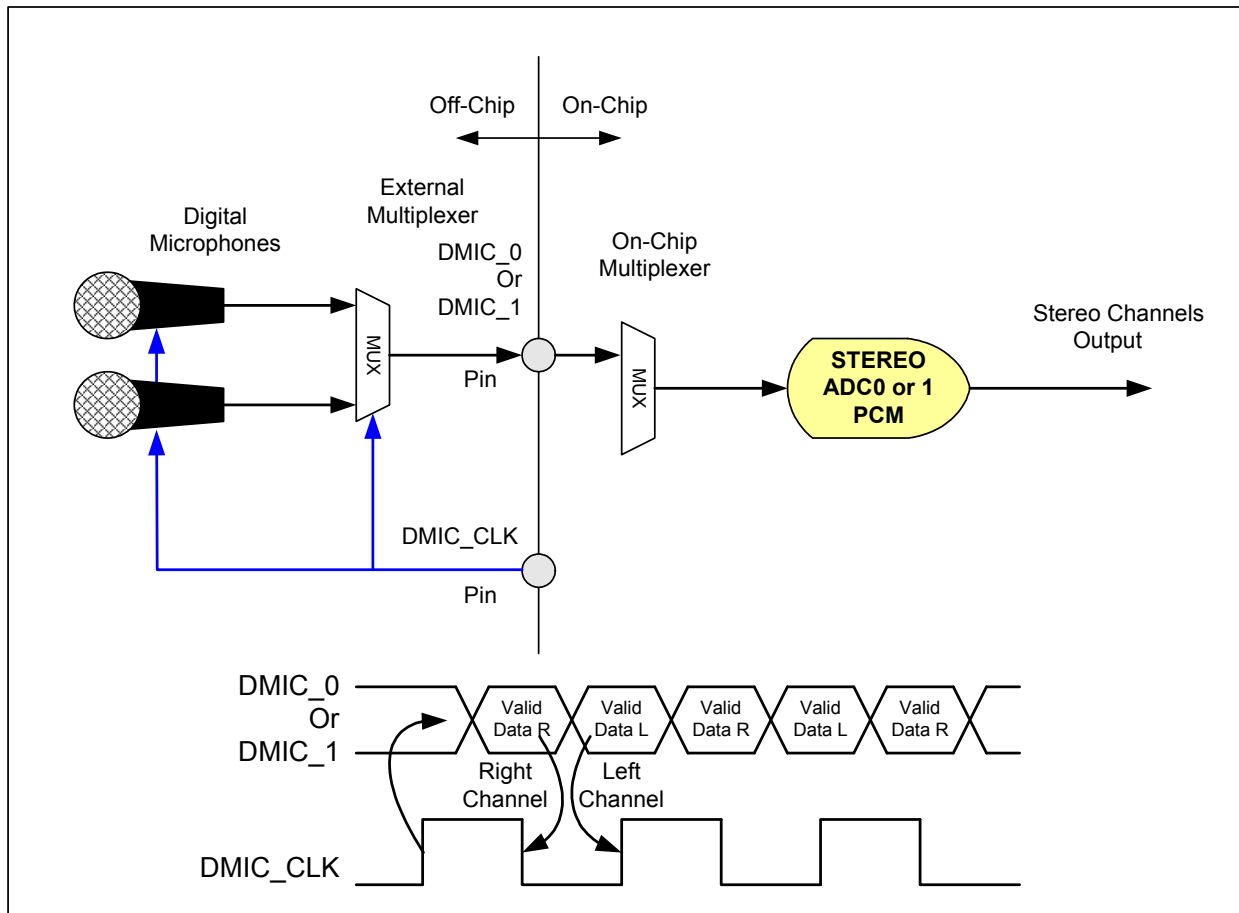 Off-Chip
On-Chip
External
Multiplexer
Digital
Microphones
DMIC_0
Or
DMIC_1
On-Chip
Multiplexer
Stereo Channels
Output
MUX
Pin
MUX
STEREO
ADC0 or 1
PCM
DMIC_CLK
Pin
DMIC_0
Or
DMIC_1
Valid
Data R
Valid
Data L
Valid
Data R
Valid
Data L
Valid
Data R
Right
Channel
Left
Channel
DMIC_CLK